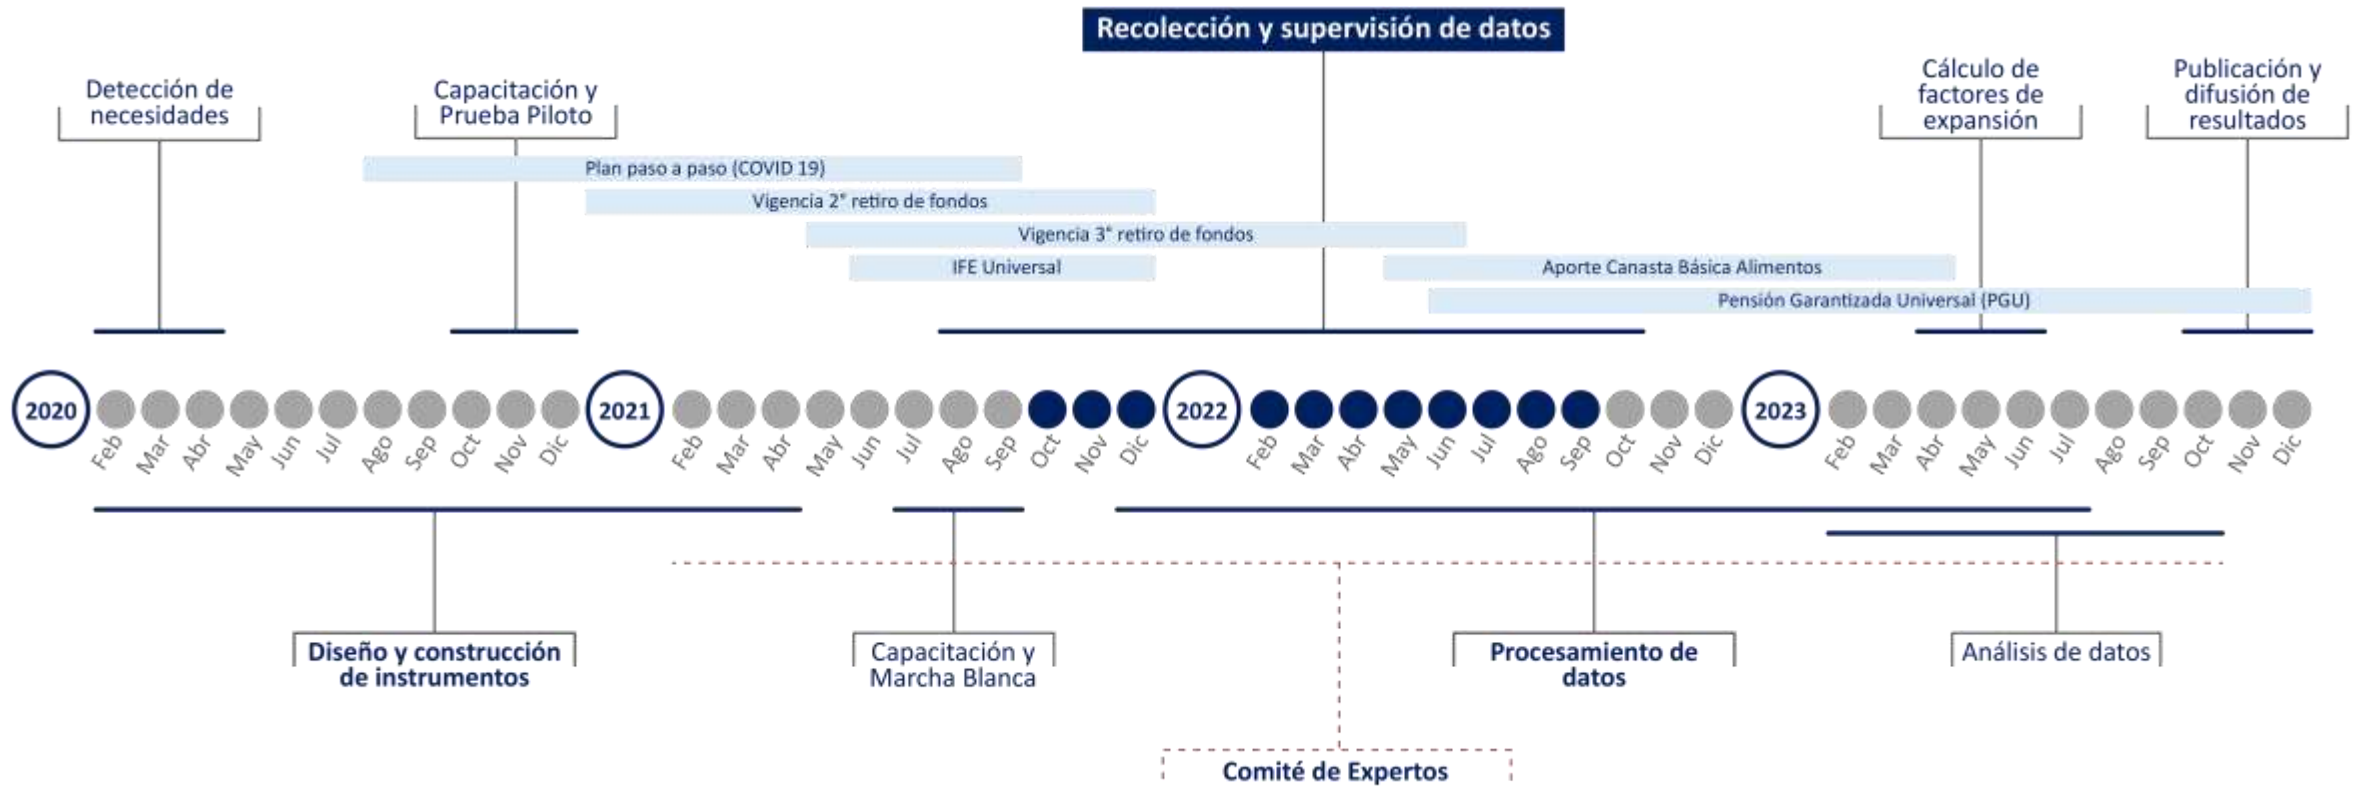 Recolección y supervisión de datos
Detección de
necesidades
Capacitación y
Prueba Piloto
Cálculo de
factores de
expansión
Publicación y
difusión de
resultados
Plan paso a paso (COVID 19)
Vigencia 2° retiro de fondos
Vigencia 3° retiro de fondos
IFE Universal
Aporte Canasta Básica Alimentos
Pensión Garantizada Universal (PGU)
2020
Feb
Mar
Abr
May
Jun
Jul
Ago
Sep
Oct
Nov
Dic
2021
Feb
Mar
Abr
May
Jun
Jul
Ago
Sep
Oct
Nov
Dic
2022
Feb
Mar
Abr
May
Jun
Jul
Ago
Sep
Oct
Nov
Dic
2023
Feb
Mar
Abr
May
Jun
Jul
Ago
Sep
Oct
Nov
Dic
Diseño y construcción
de instrumentos
Capacitación y
Marcha Blanca
Procesamiento de
datos
Análisis de datos
Comité de Expertos